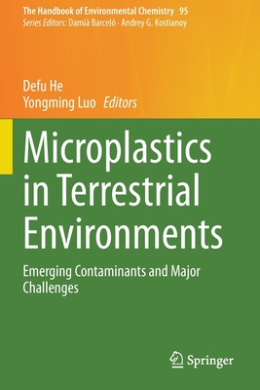 The Handbook of Environmental Chemistry 95
Series Editors: Damià Barceló · Andrey G. Kostianoy
Defu He
Yongming Luo Editors
Microplastics
in Terrestrial
Environments
Emerging Contaminants and Major
Challenges
Springer